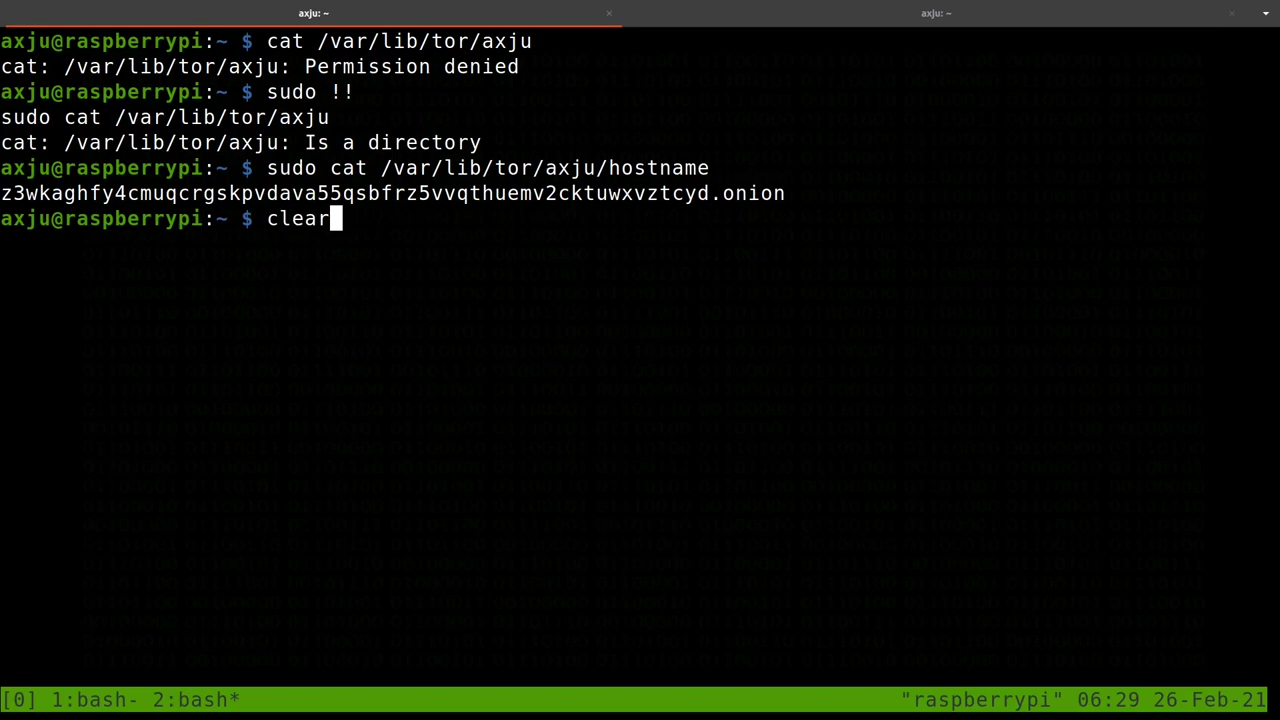 axju: ~ × axju: ~ ×
axju@raspberrypi:~ $ cat /var/lib/tor/axju
cat: /var/lib/tor/axju: Permission denied
axju@raspberrypi:~ $ sudo !!
sudo cat /var/lib/tor/axju
cat: /var/lib/tor/axju: Is a directory
axju@raspberrypi:~ $ sudo cat /var/lib/tor/axju/hostname
z3wkaghfy4cmuqcrgskpvdava55qsbfrz5vvqthuemv2cktuwxvztcyd.onion
axju@raspberrypi:~ $ clear
[0] 1:bash- 2:bash* "raspberrypi" 06:29 26-Feb-21